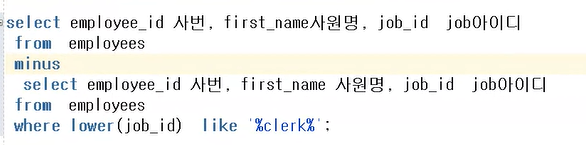 select employee_id 사번, first_name사원명, job_id job아이디
from employees
minus
select employee_id 사번, first_name 사원명, job_id job아이디
from employees
where lower(job_id) like '%clerk%';